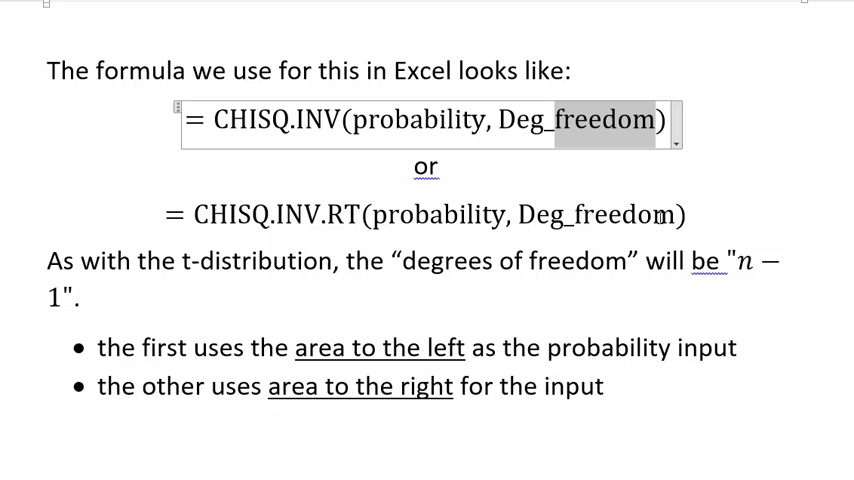 The formula we use for this in Excel looks like:
= CHISQ.INV(probability, Deg_freedom)
or
= CHISQ.INV.RT(probability, Deg_freedom)
As with the t-distribution, the “degrees of freedom” will be "n −
1".
• the first uses the area to the left as the probability input
• the other uses area to the right for the input